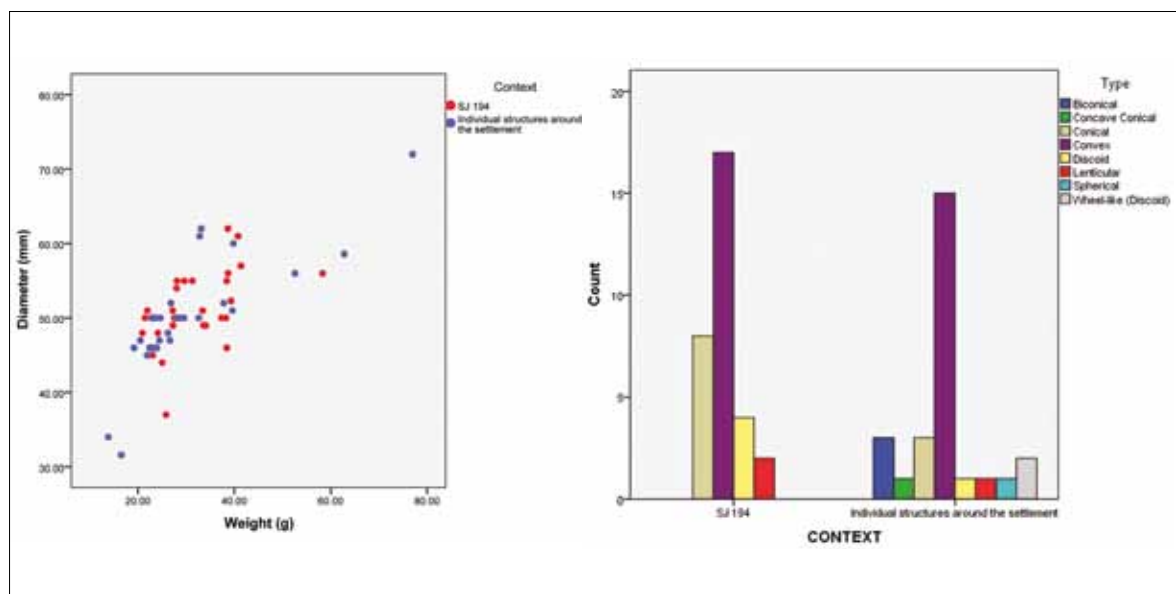 Context
SJ 194
Individual structures around
the settlement
80.00
70.00
60.00
50.00
40.00
30.00
Diameter (mm)
20.00
40.00
60.00
80.00
Weight (g)
Type
Biconical
Concave Conical
Conical
Convex
Discoid
Lenticular
Spherical
Wheel-like (Discoid)
20
15
10
5
0
Count
SJ 194
Individual structures around the settlement
CONTEXT